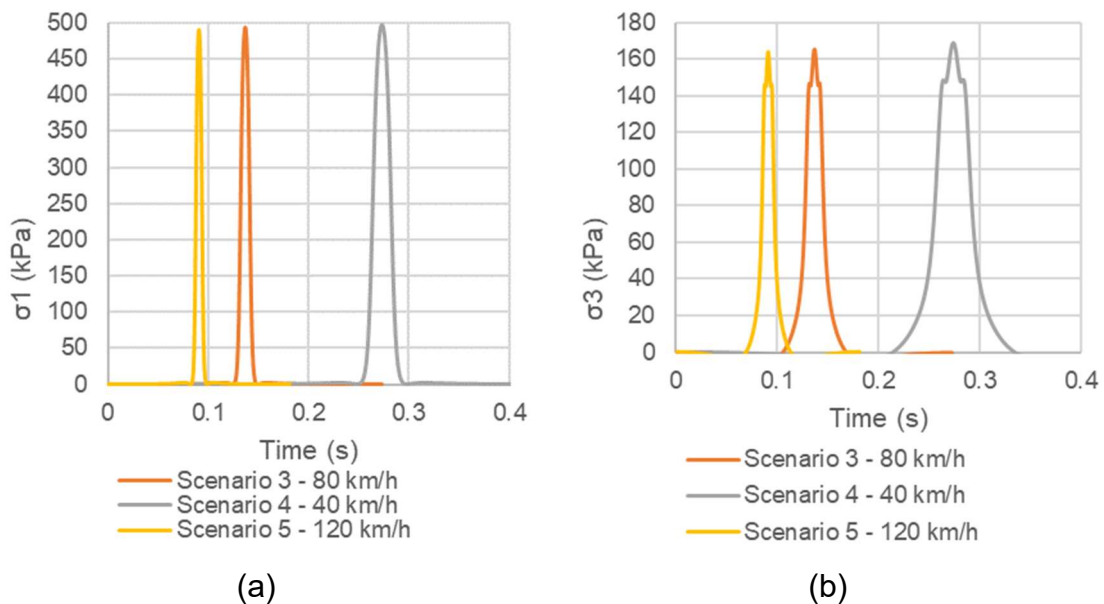 500
450
400
350
300
250
200
150
100
50
0
σ1 (kPa)
0 0.1 0.2 0.3 0.4
Time (s)
Scenario 3 - 80 km/h
Scenario 4 - 40 km/h
Scenario 5 - 120 km/h
(a)
180
160
140
120
100
80
60
40
20
0
σ3 (kPa)
0 0.1 0.2 0.3 0.4
Time (s)
Scenario 3 - 80 km/h
Scenario 4 - 40 km/h
Scenario 5 - 120 km/h
(b)